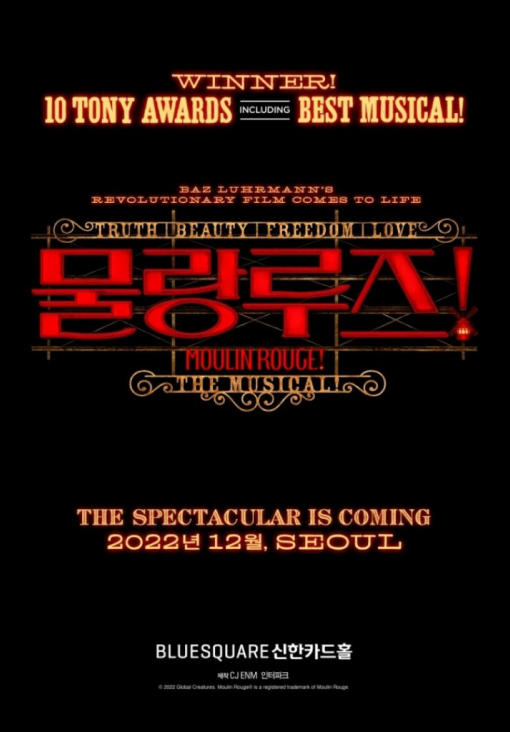 WINNER!
10 TONY AWARDS INCLUDING BEST MUSICAL!
BAZ LUHRMANN'S
REVOLUTIONARY FILM COMES TO LIFE
TRUTH | BEAUTY | FREEDOM | LOVE
물랑루즈!
MOULIN ROUGE!
THE MUSICAL!
THE SPECTACULAR IS COMING
2022년 12월, SEOUL
BLUESQUARE 신한카드홀
제작 CJ ENM 인터파크
© 2022 Global Creatures. Moulin Rouge® is a registered trademark of Moulin Rouge.